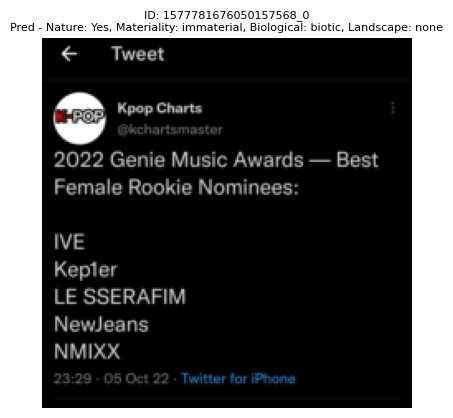 ID: 1577781676050157568_0
Pred - Nature: Yes, Materiality: immaterial, Biological: biotic, Landscape: none
Tweet
K-POP
Kpop Charts
@kchartsmaster
2022 Genie Music Awards — Best
Female Rookie Nominees:
IVE
Kep1er
LE SSERAFIM
NewJeans
NMIXX
23:29 · 05 Oct 22 · Twitter for iPhone